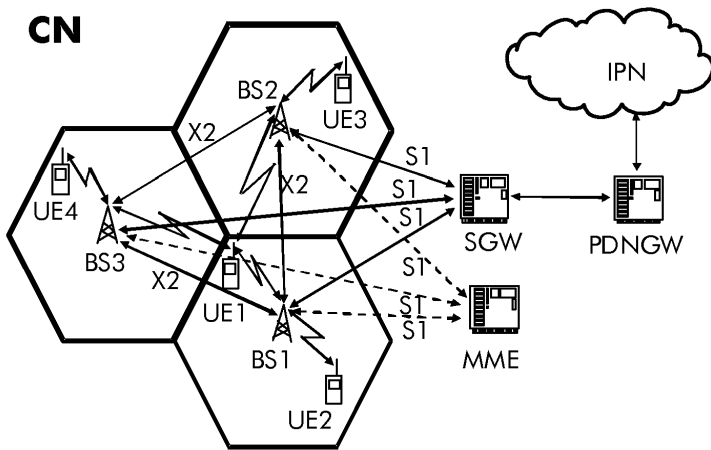 CN
IPN
BS2
UE3
X2
S1
UE4
X2
S1
S1
SGW
PDNGW
BS3
X2
UE1
S1
S1
S1
BS1
MME
UE2